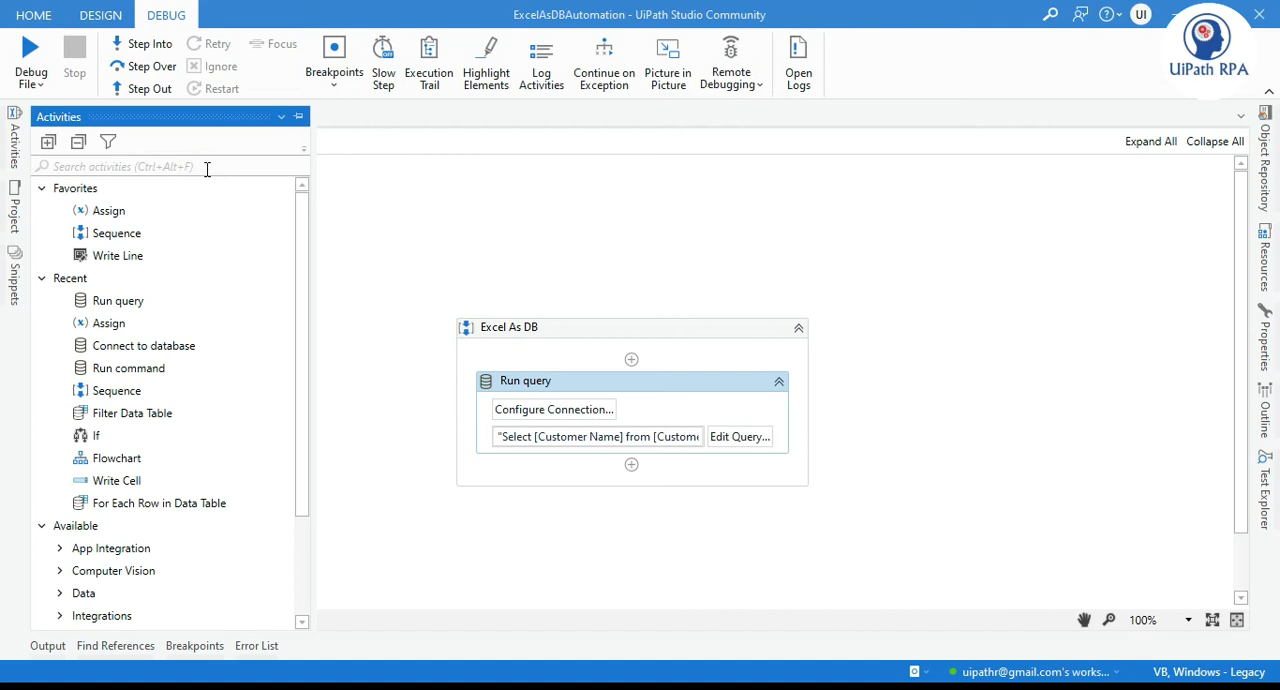 HOME
DESIGN
DEBUG
ExcelAsDBAutomation - UiPath Studio Community
UI
Debug
File
Stop
Step Into
Step Over
Step Out
Retry
Ignore
Restart
Focus
Breakpoints
Slow
Step
Execution
Trail
Highlight
Elements
Log
Activities
Continue on
Exception
Picture in
Picture
Remote
Debugging
Open
Logs
UiPath RPA
Activities
Project
Snippets
Activities
Search activities (Ctrl+Alt+F)
Favorites
Assign
Sequence
Write Line
Recent
Run query
Assign
Connect to database
Run command
Sequence
Filter Data Table
If
Flowchart
Write Cell
For Each Row in Data Table
Available
App Integration
Computer Vision
Data
Integrations
Expand All
Collapse All
Excel As DB
Run query
Configure Connection...
"Select [Customer Name] from [Custome
Edit Query...
100%
Object Repository
Resources
Properties
Outline
Test Explorer
Output
Find References
Breakpoints
Error List
uipathr@gmail.com's works...
VB, Windows - Legacy